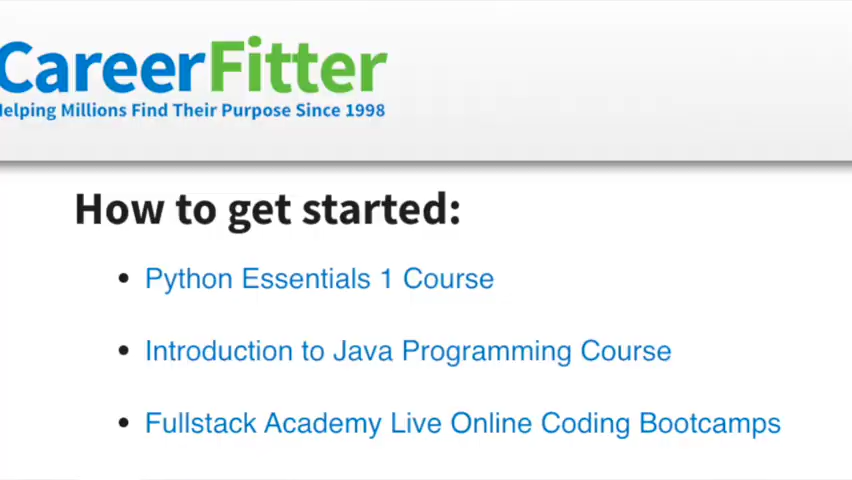 CareerFitter
elping Millions Find Their Purpose Since 1998
How to get started:
• Python Essentials 1 Course
• Introduction to Java Programming Course
• Fullstack Academy Live Online Coding Bootcamps